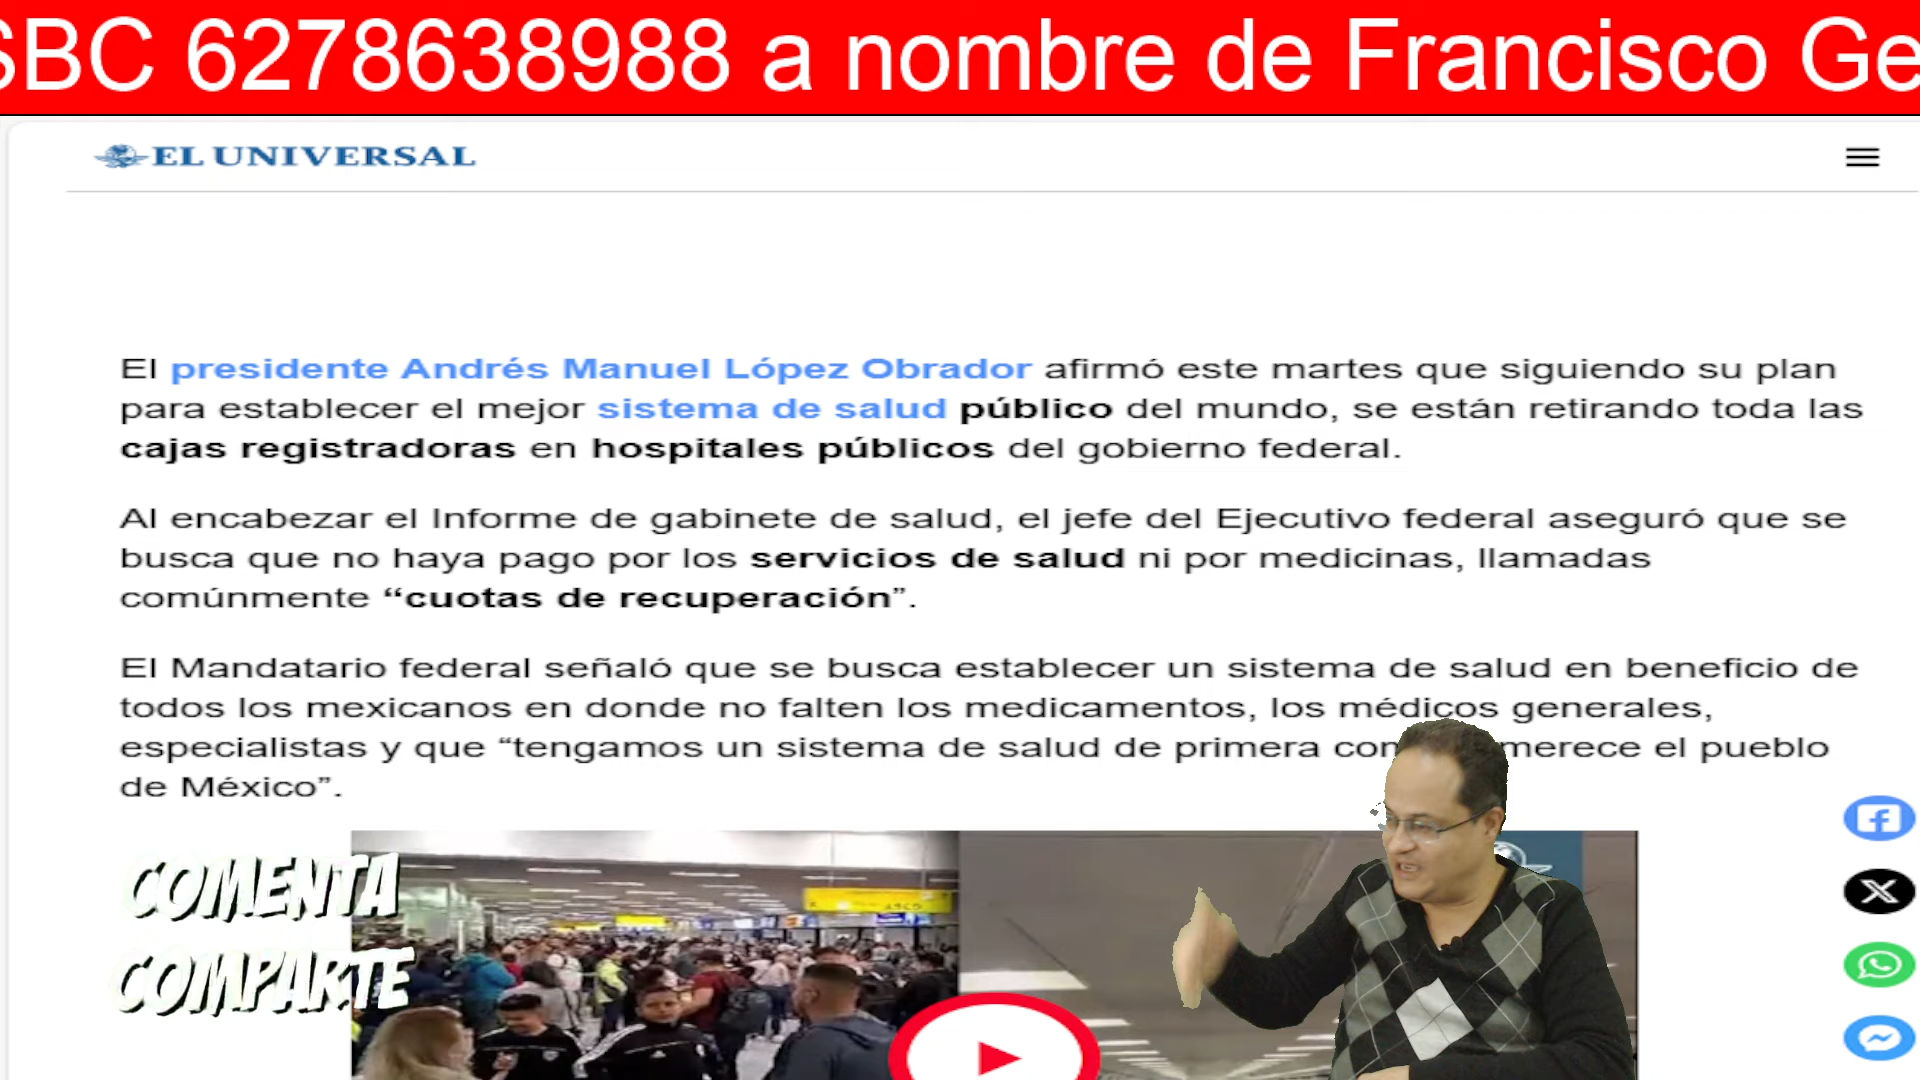 SBC 6278638988 a nombre de Francisco Ge
EL UNIVERSAL
El presidente Andrés Manuel López Obrador afirmó este martes que siguiendo su plan
para establecer el mejor sistema de salud público del mundo, se están retirando toda las
cajas registradoras en hospitales públicos del gobierno federal.
Al encabezar el Informe de gabinete de salud, el jefe del Ejecutivo federal aseguró que se
busca que no haya pago por los servicios de salud ni por medicinas, llamadas
comúnmente “cuotas de recuperación”.
El Mandatario federal señaló que se busca establecer un sistema de salud en beneficio de
todos los mexicanos en donde no falten los medicamentos, los médicos generales,
especialistas y que “tengamos un sistema de salud de primera con merece el pueblo
de México”.
COMENTA
COMPARTE